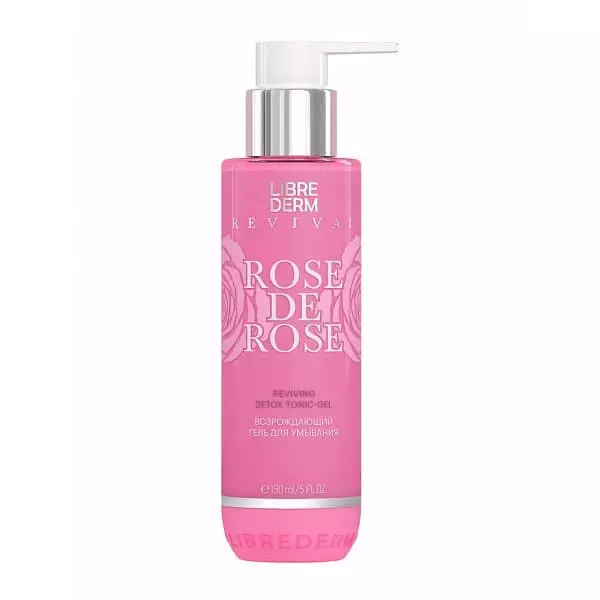 LIBRE
DERM
REVIVAL
ROSE
DE
ROSE
REVIVING
DETOX TONIC-GEL
ВОЗРОЖДАЮЩИЙ
ГЕЛЬ ДЛЯ УМЫВАНИЯ
℮150 mL/5 FL.OZ.
LIBREDERM